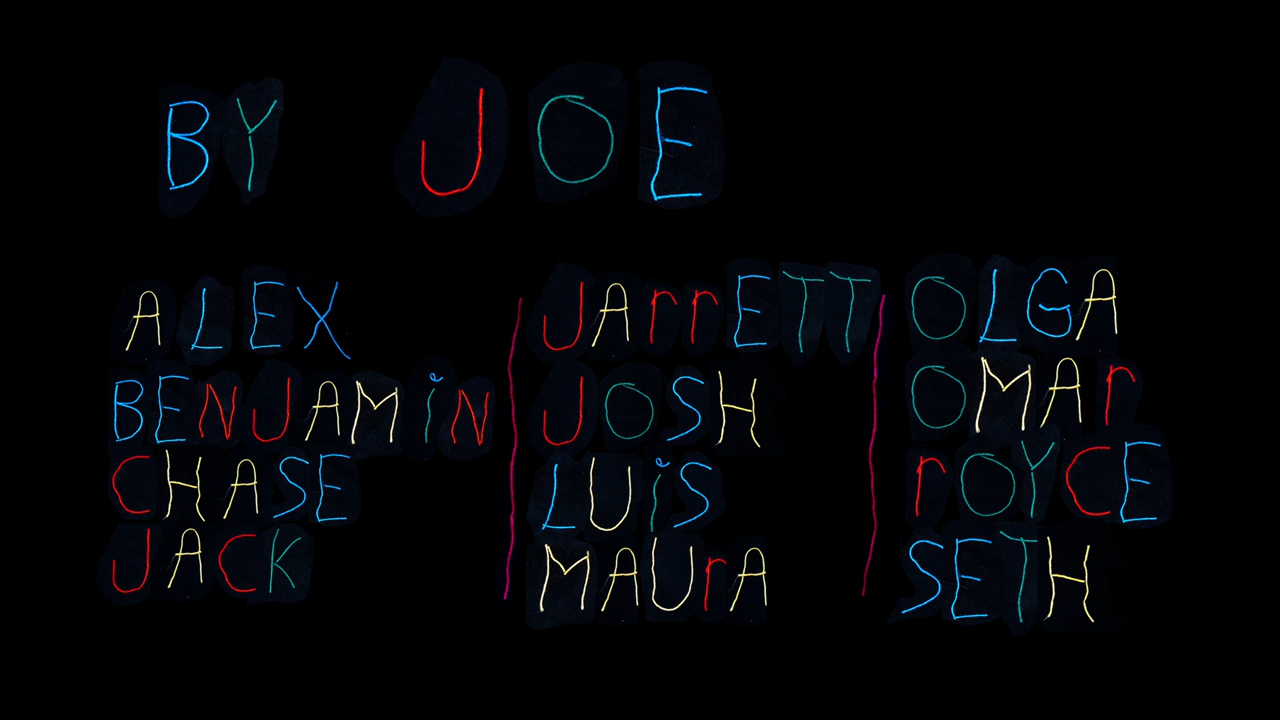 BY JOE
ALEX
BENJAMiN
CHASE
JACK
JArrETT
JOSH
LUiS
MAUrA
OLGA
OMAr
rOYCE
SETH